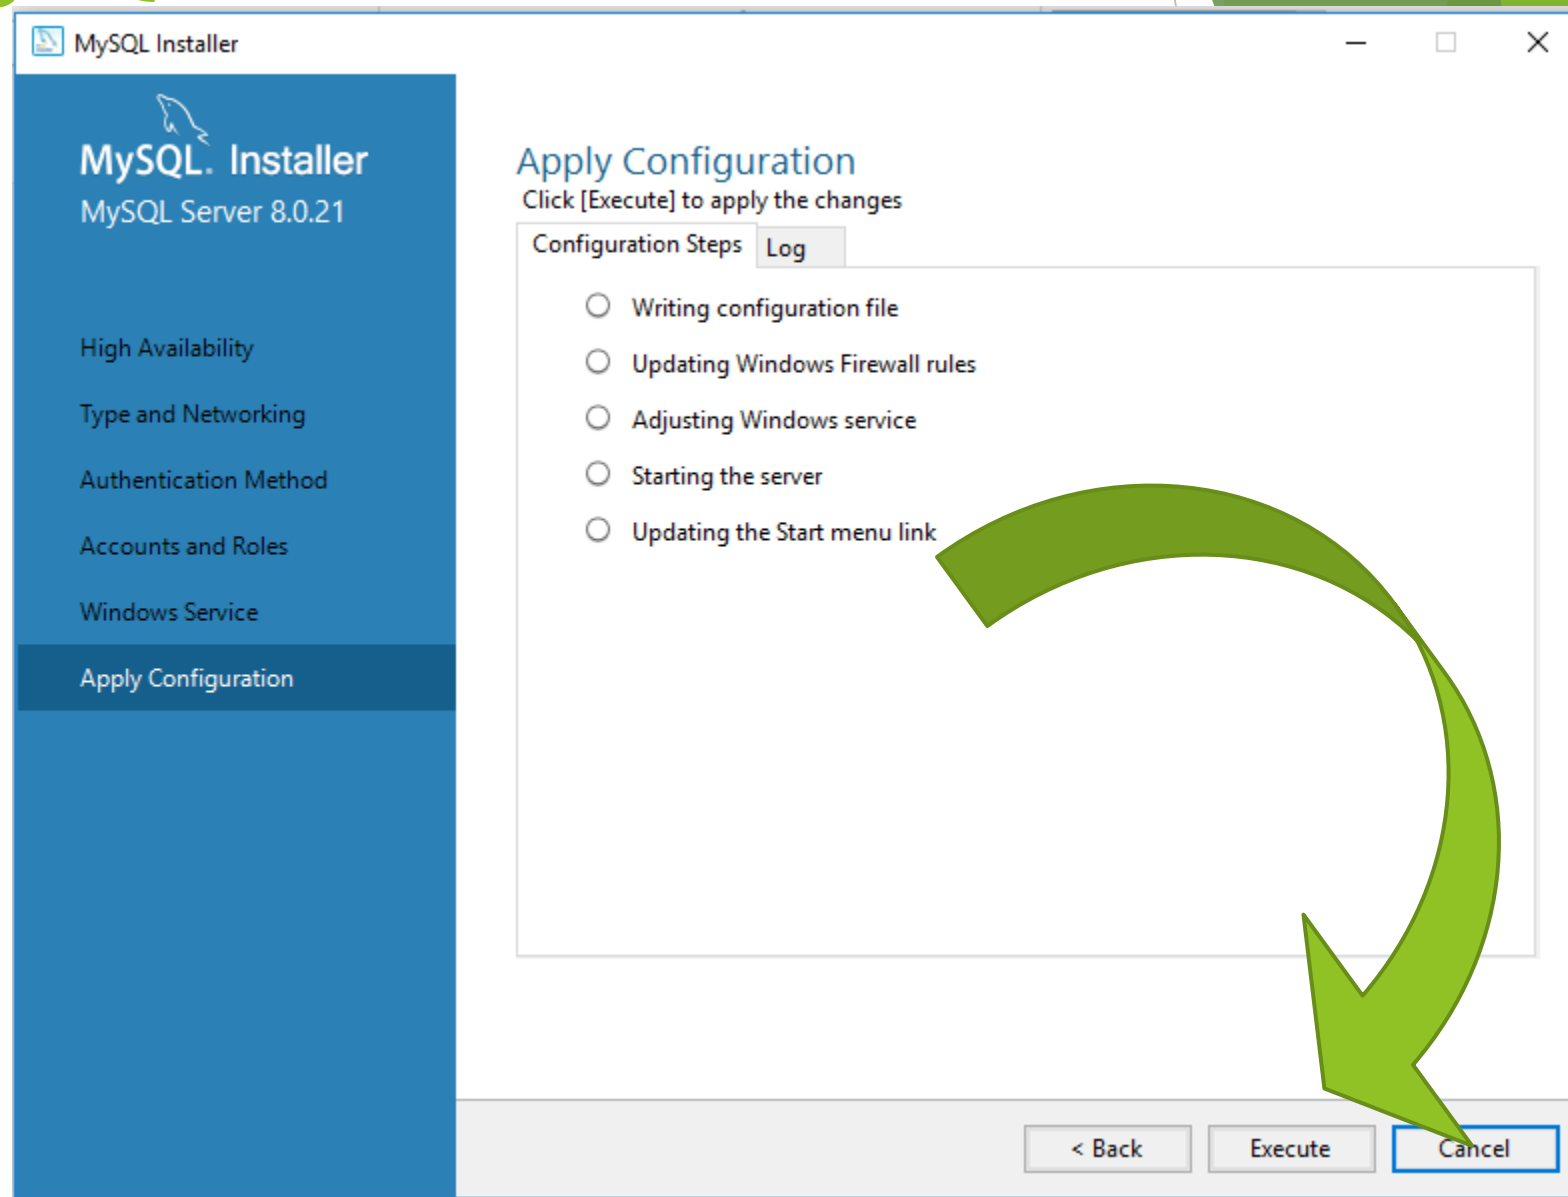 MySQL Installer
MySQL. Installer
MySQL Server 8.0.21
High Availability
Type and Networking
Authentication Method
Accounts and Roles
Windows Service
Apply Configuration
Apply Configuration
Click [Execute] to apply the changes
Configuration Steps
Log
Writing configuration file
Updating Windows Firewall rules
Adjusting Windows service
Starting the server
Updating the Start menu link
< Back
Execute
Cancel